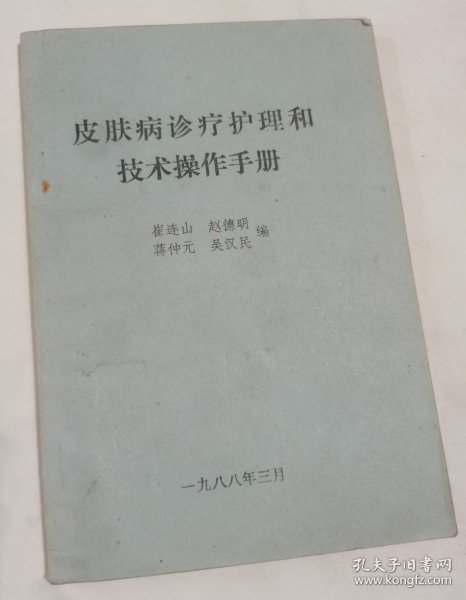 皮肤病诊疗护理和
技术操作手册
崔连山 赵德明
蒋仲元 吴汉民 编
一九八八年三月
孔夫子旧书网
www.kongfz.com